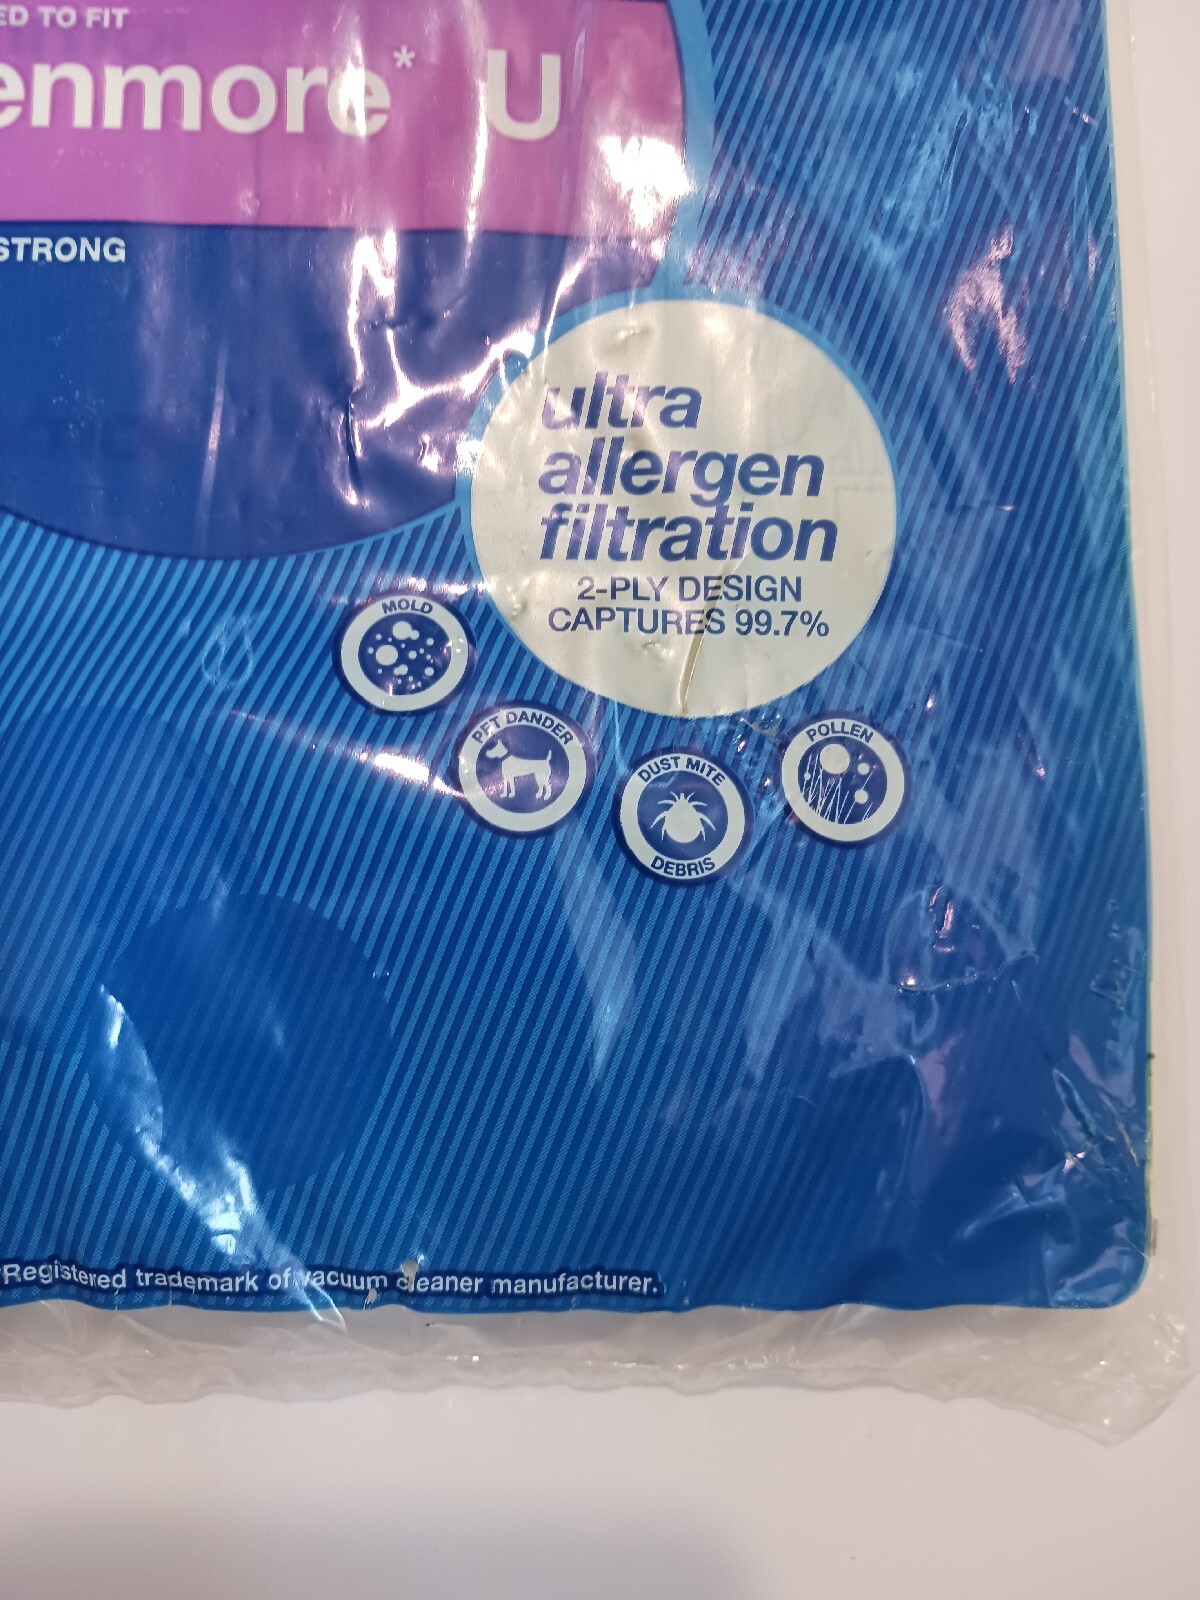 ED TO FIT
enmore* U
STRONG
ultra
allergen
filtration
2-PLY DESIGN
CAPTURES 99.7%
MOLD
PET DANDER
DUST MITE
DEBRIS
POLLEN
*Registered trademark of vacuum cleaner manufacturer.